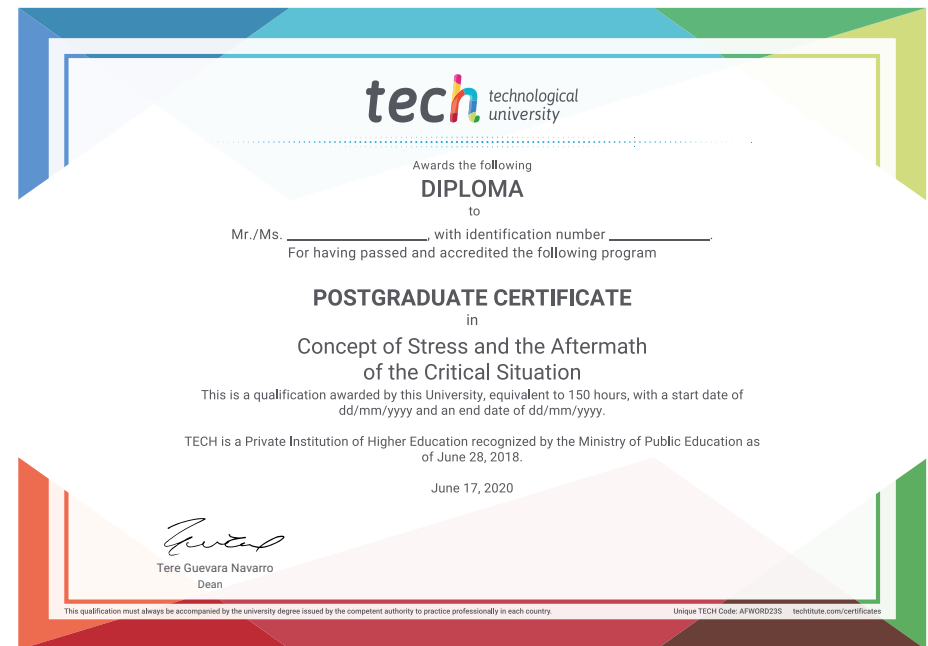 tech technological
university
Awards the following
DIPLOMA
to
Mr./Ms. ____________________, with identification number ______________.
For having passed and accredited the following program
POSTGRADUATE CERTIFICATE
in
Concept of Stress and the Aftermath
of the Critical Situation
This is a qualification awarded by this University, equivalent to 150 hours, with a start date of
dd/mm/yyyy and an end date of dd/mm/yyyy.
TECH is a Private Institution of Higher Education recognized by the Ministry of Public Education as
of June 28, 2018.
June 17, 2020
Tere Guevara Navarro
Dean
This qualification must always be accompanied by the university degree issued by the competent authority to practice professionally in each country. Unique TECH Code: AFWORD23S techtitute.com/certificates